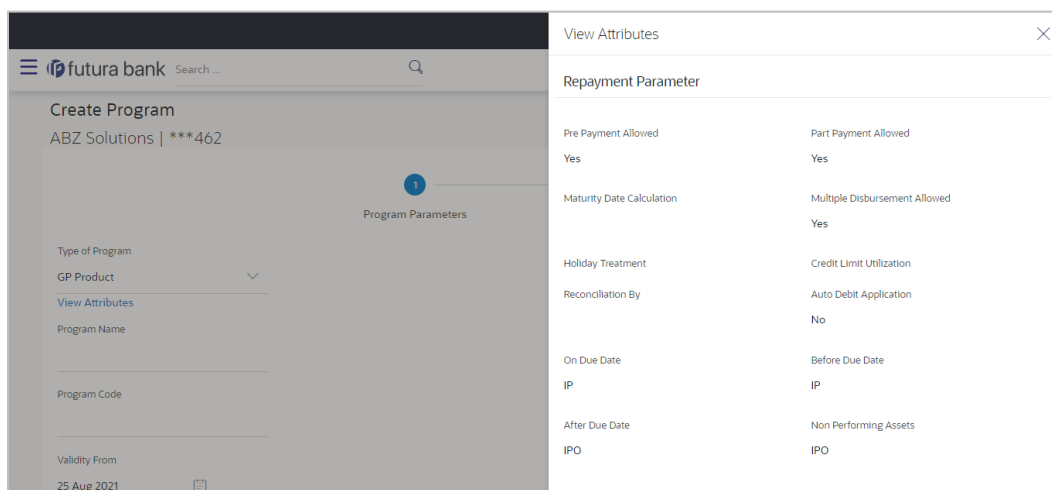 futura bank Search ...
Create Program
ABZ Solutions | ***462
1
Program Parameters
Type of Program
GP Product
View Attributes
Program Name
Program Code
Validity From
25 Aug 2021
View Attributes
Repayment Parameter
Pre Payment Allowed Part Payment Allowed
Yes Yes
Maturity Date Calculation Multiple Disbursement Allowed
Yes
Holiday Treatment Credit Limit Utilization
Reconciliation By Auto Debit Application
No
On Due Date Before Due Date
IP IP
After Due Date Non Performing Assets
IPO IPO